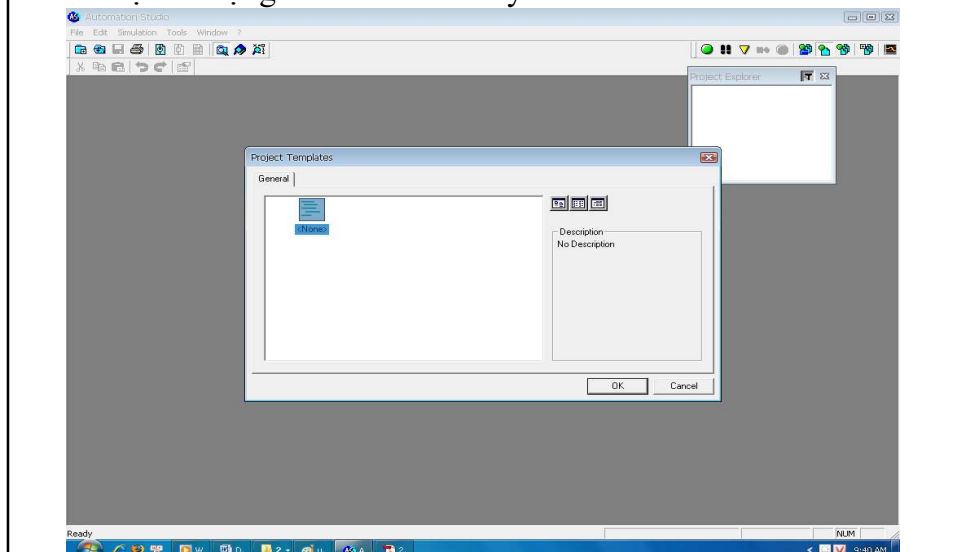 Automation Studio
File Edit Simulation Tools Window ?
Project Explorer
Project Templates
General
<None>
Description
No Description
OK Cancel
Ready NUM
9:40 AM